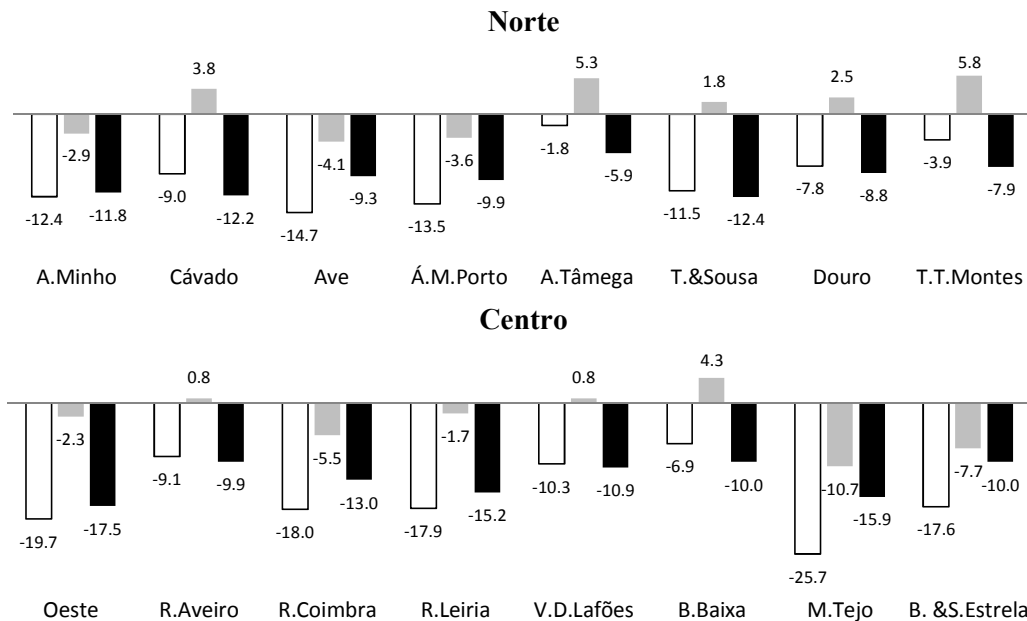 Norte
3.8 5.3 1.8 2.5 5.8
-12.4 -2.9 -11.8 -9.0 -12.2 -14.7 -4.1 -9.3 -13.5 -3.6 -9.9 -1.8 -5.9 -11.5 -12.4 -7.8 -8.8 -3.9 -7.9
A.Minho Cávado Ave Á.M.Porto A.Tâmega T.&Sousa Douro T.T.Montes
Centro
0.8 0.8 4.3
-19.7 -2.3 -17.5 -9.1 -9.9 -18.0 -5.5 -13.0 -17.9 -1.7 -15.2 -10.3 -10.9 -6.9 -10.0 -25.7 -10.7 -15.9 -17.6 -7.7 -10.0
Oeste R.Aveiro R.Coimbra R.Leiria V.D.Lafões B.Baixa M.Tejo B. &S.Estrela